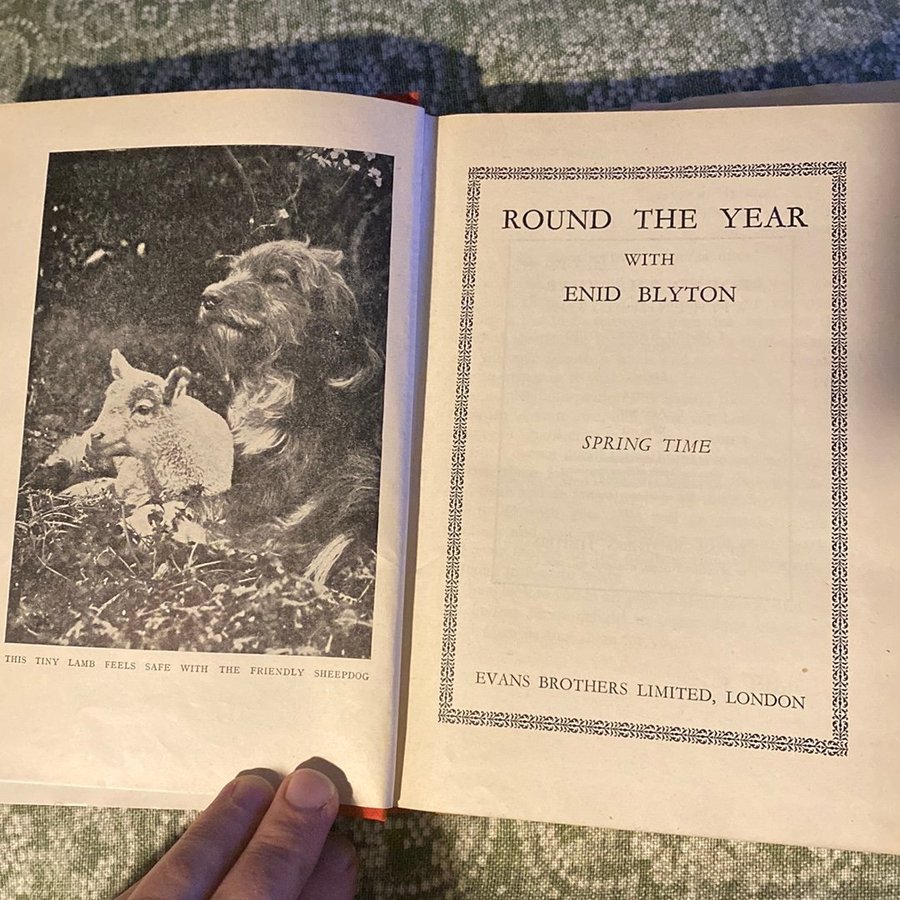 THIS TINY LAMB FEELS SAFE WITH THE FRIENDLY SHEEPDOG
ROUND THE YEAR
WITH
ENID BLYTON
SPRING TIME
EVANS BROTHERS LIMITED, LONDON